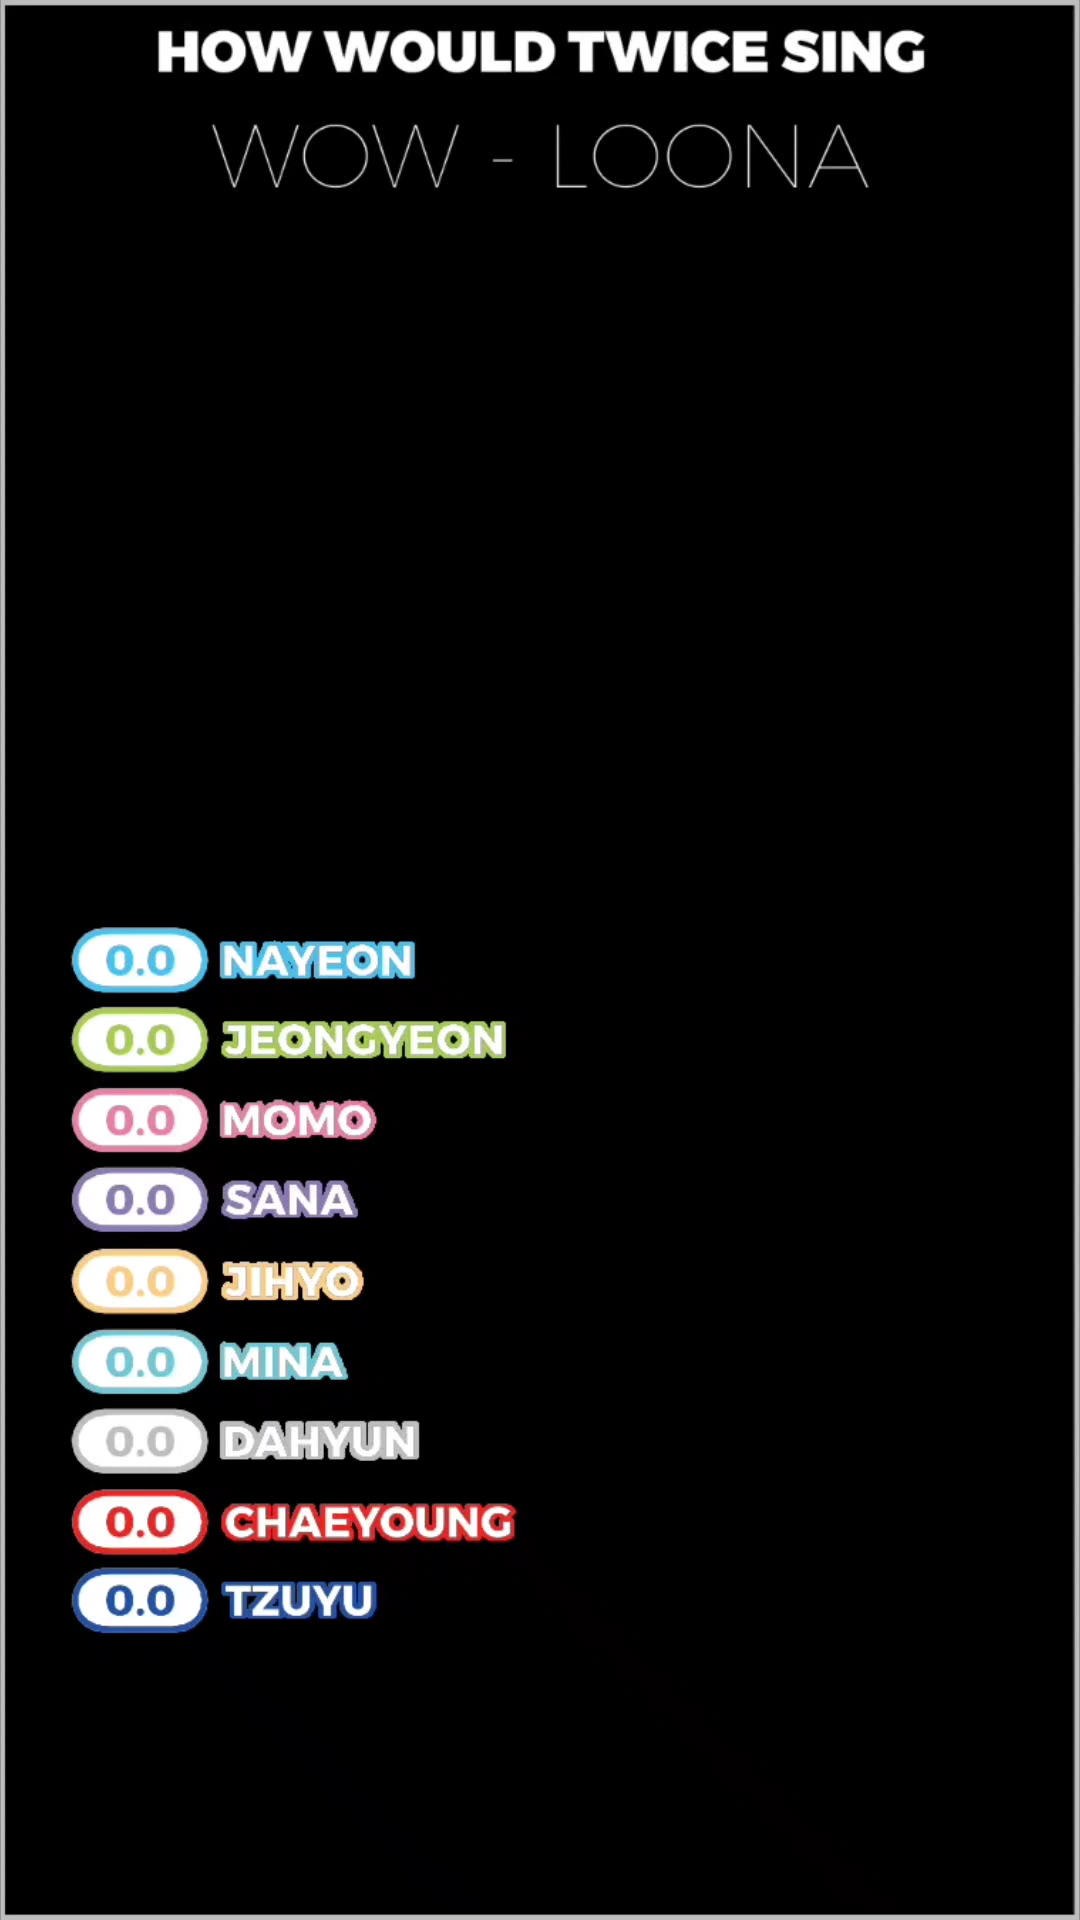 HOW WOULD TWICE SING
WOW - LOONA
0.0 NAYEON
0.0 JEONGYEON
0.0 MOMO
0.0 SANA
0.0 JIHYO
0.0 MINA
0.0 DAHYUN
0.0 CHAEYOUNG
0.0 TZUYU